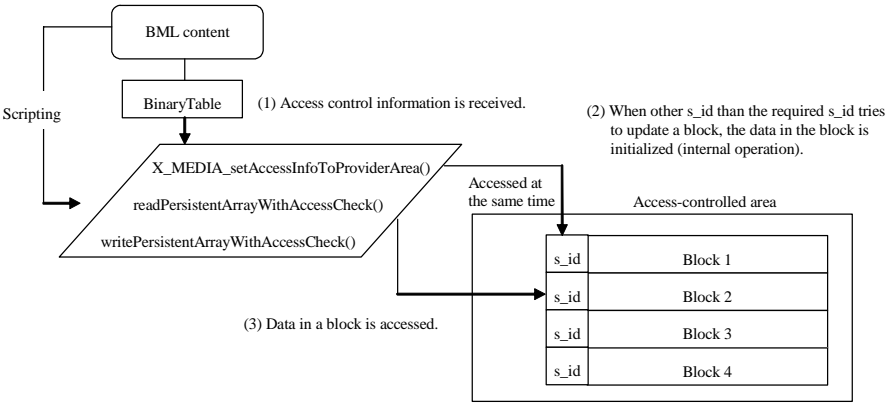 BML content
BinaryTable
Scripting
(1) Access control information is received.
(2) When other s_id than the required s_id tries
to update a block, the data in the block is
initialized (internal operation).
X_MEDIA_setAccessInfoToProviderArea()
readPersistentArrayWithAccessCheck()
writePersistentArrayWithAccessCheck()
Accessed at
the same time
Access-controlled area
s_id Block 1
s_id Block 2
s_id Block 3
s_id Block 4
(3) Data in a block is accessed.